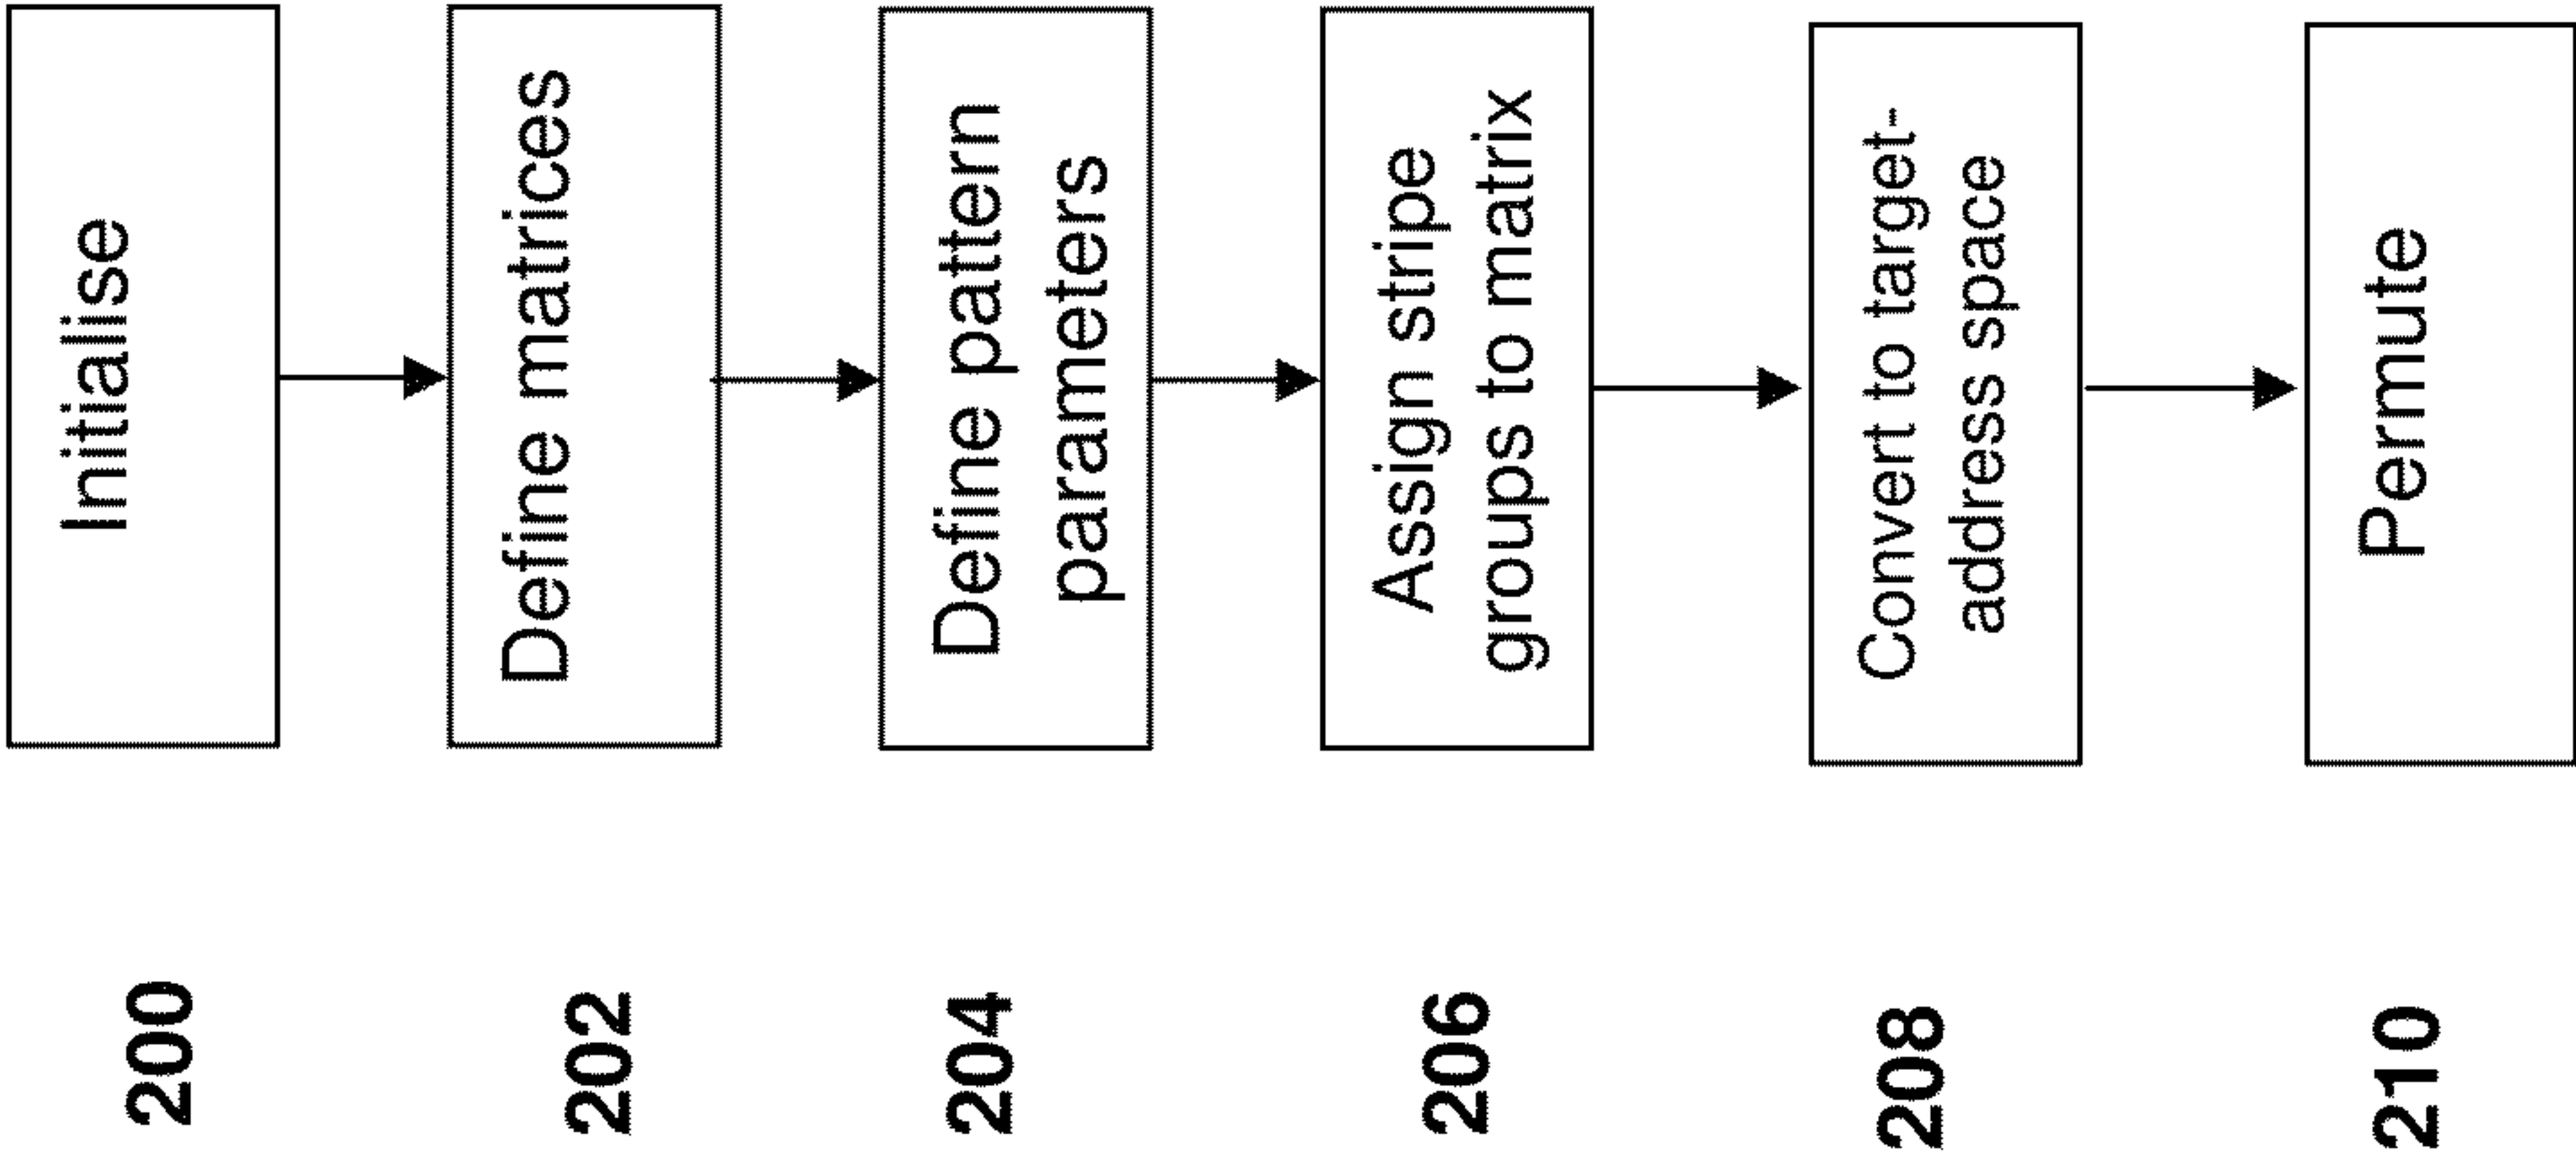 200
Initialise
202
Define matrices
204
Define pattern
parameters
206
Assign stripe
groups to matrix
208
Convert to target-
address space
210
Permute